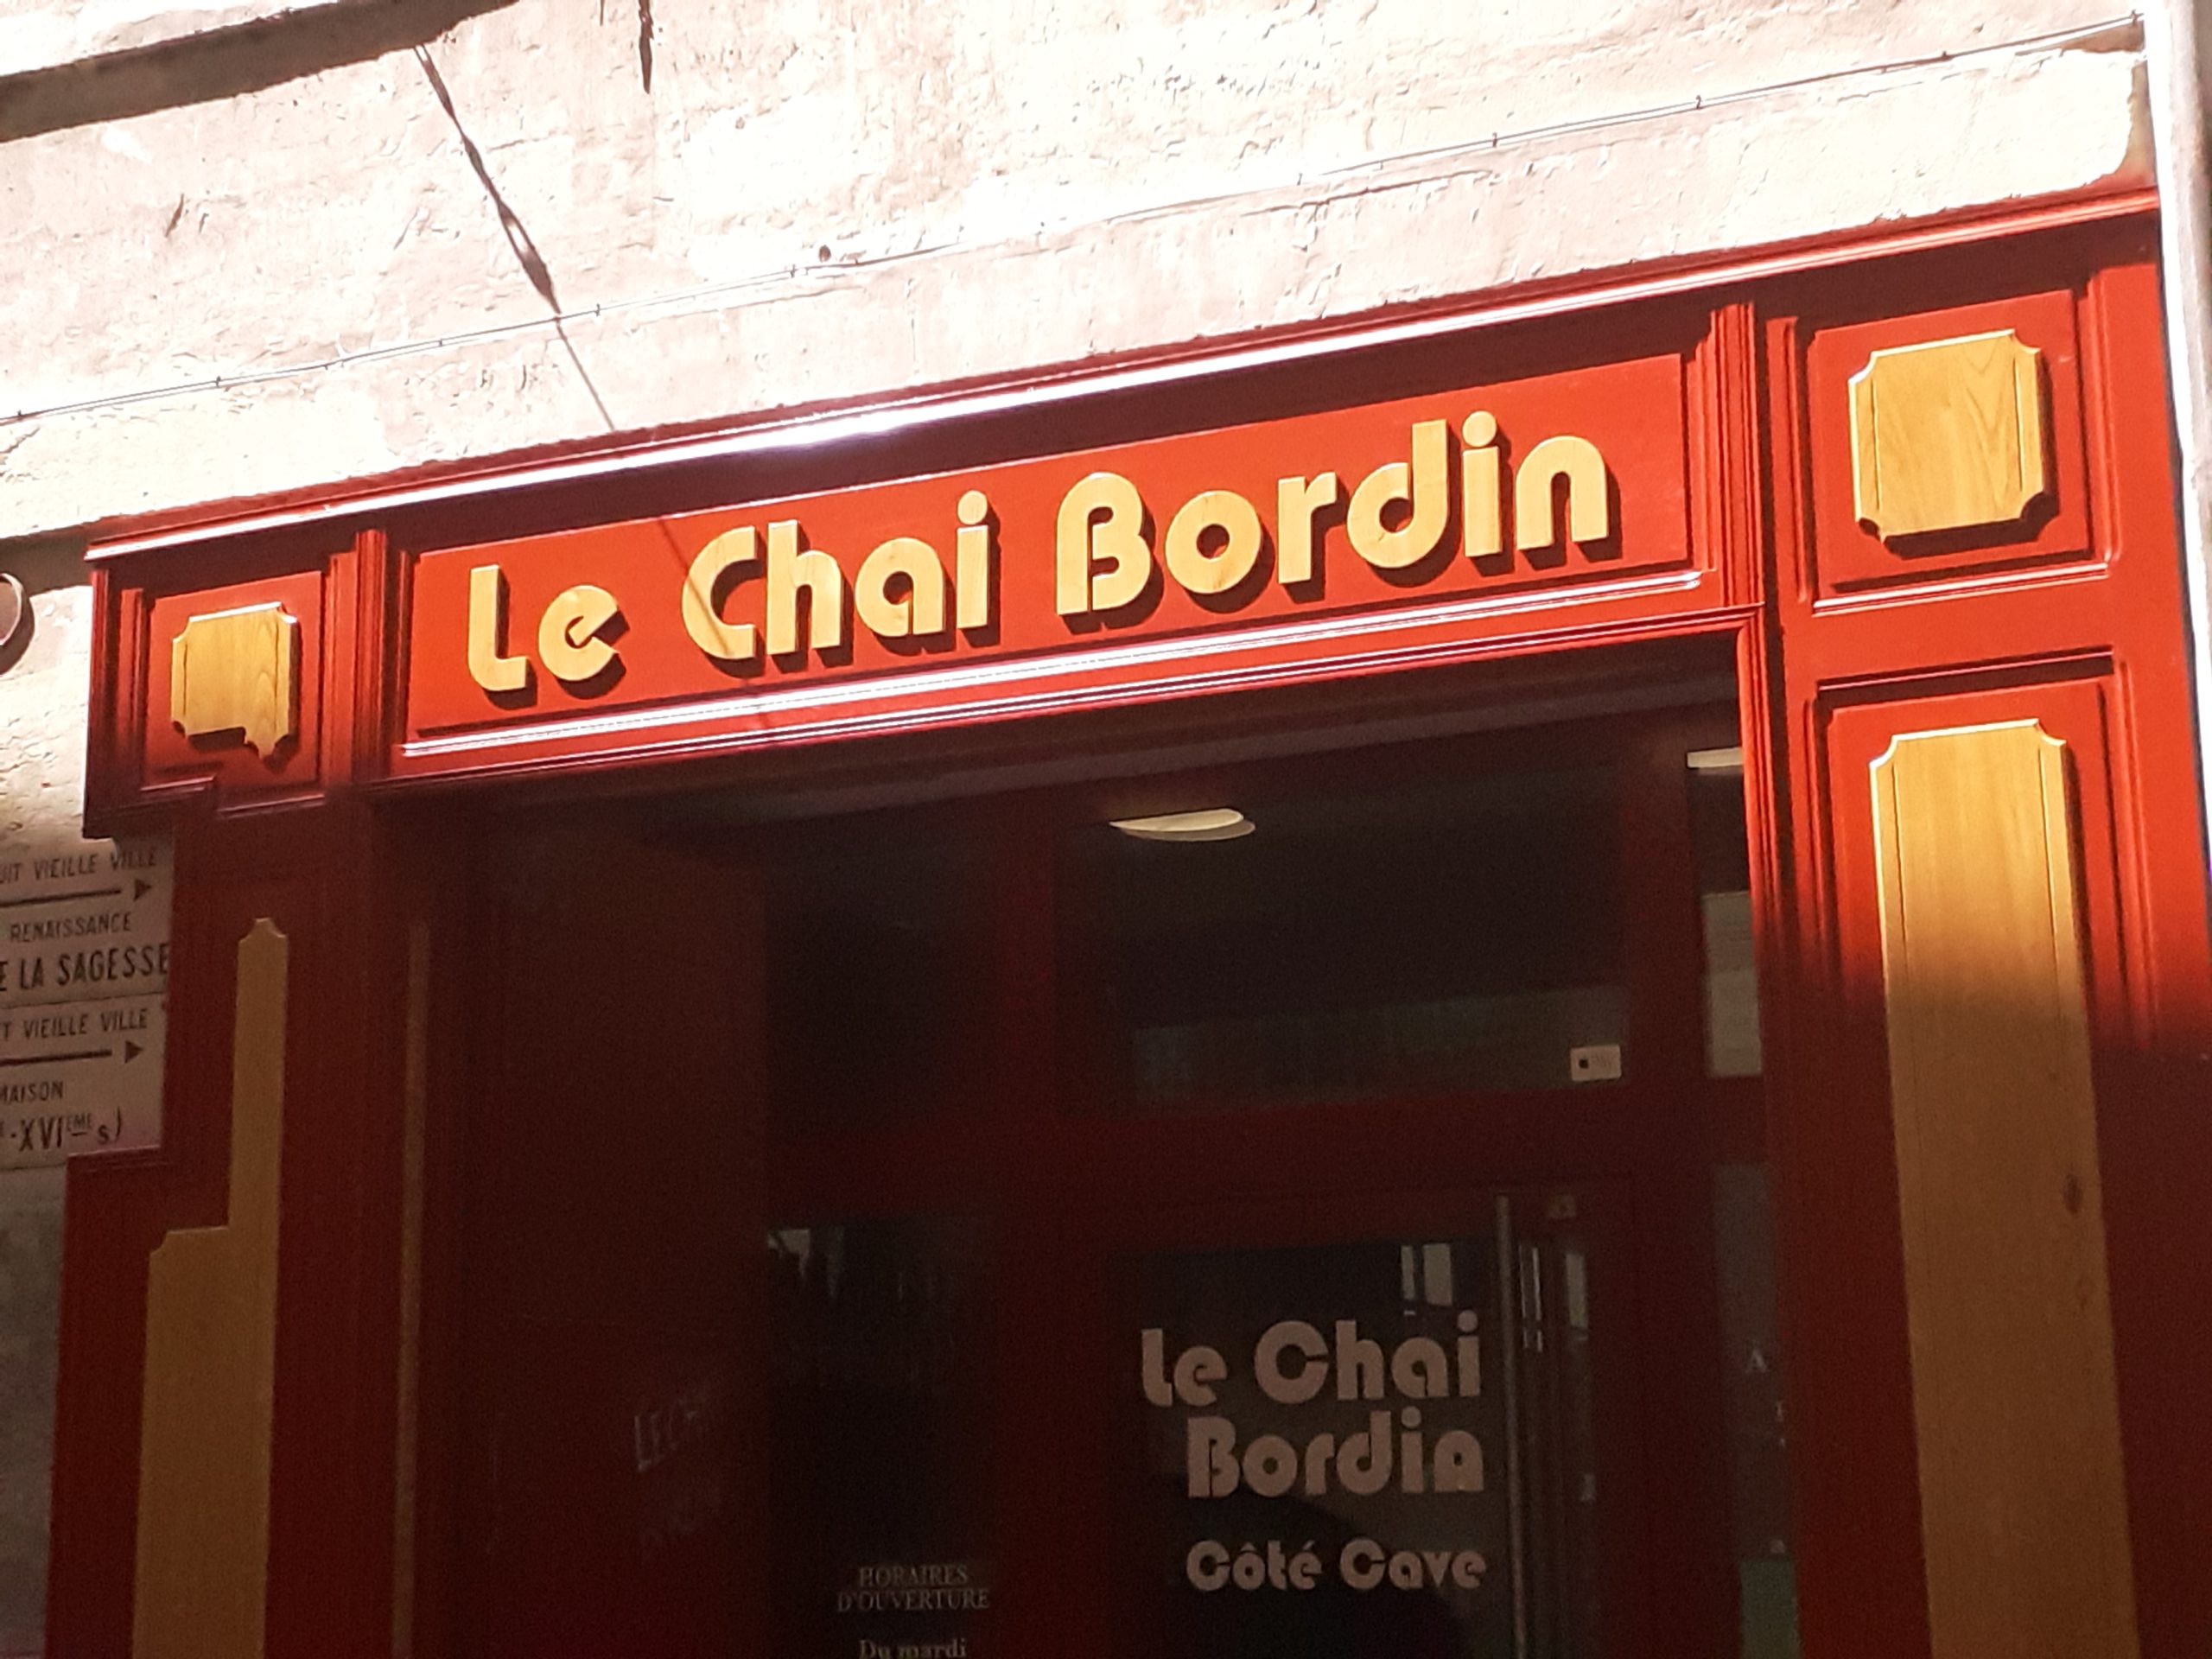 Le Chai Bordin
VIEILLE VILLE
RENAISSANCE
LA SAGESSE
VIEILLE VILLE
MAISON
XVIÈME S)
Le Chai
Bordin
Côté Cave
HORAIRES
D'OUVERTURE
Du mardi